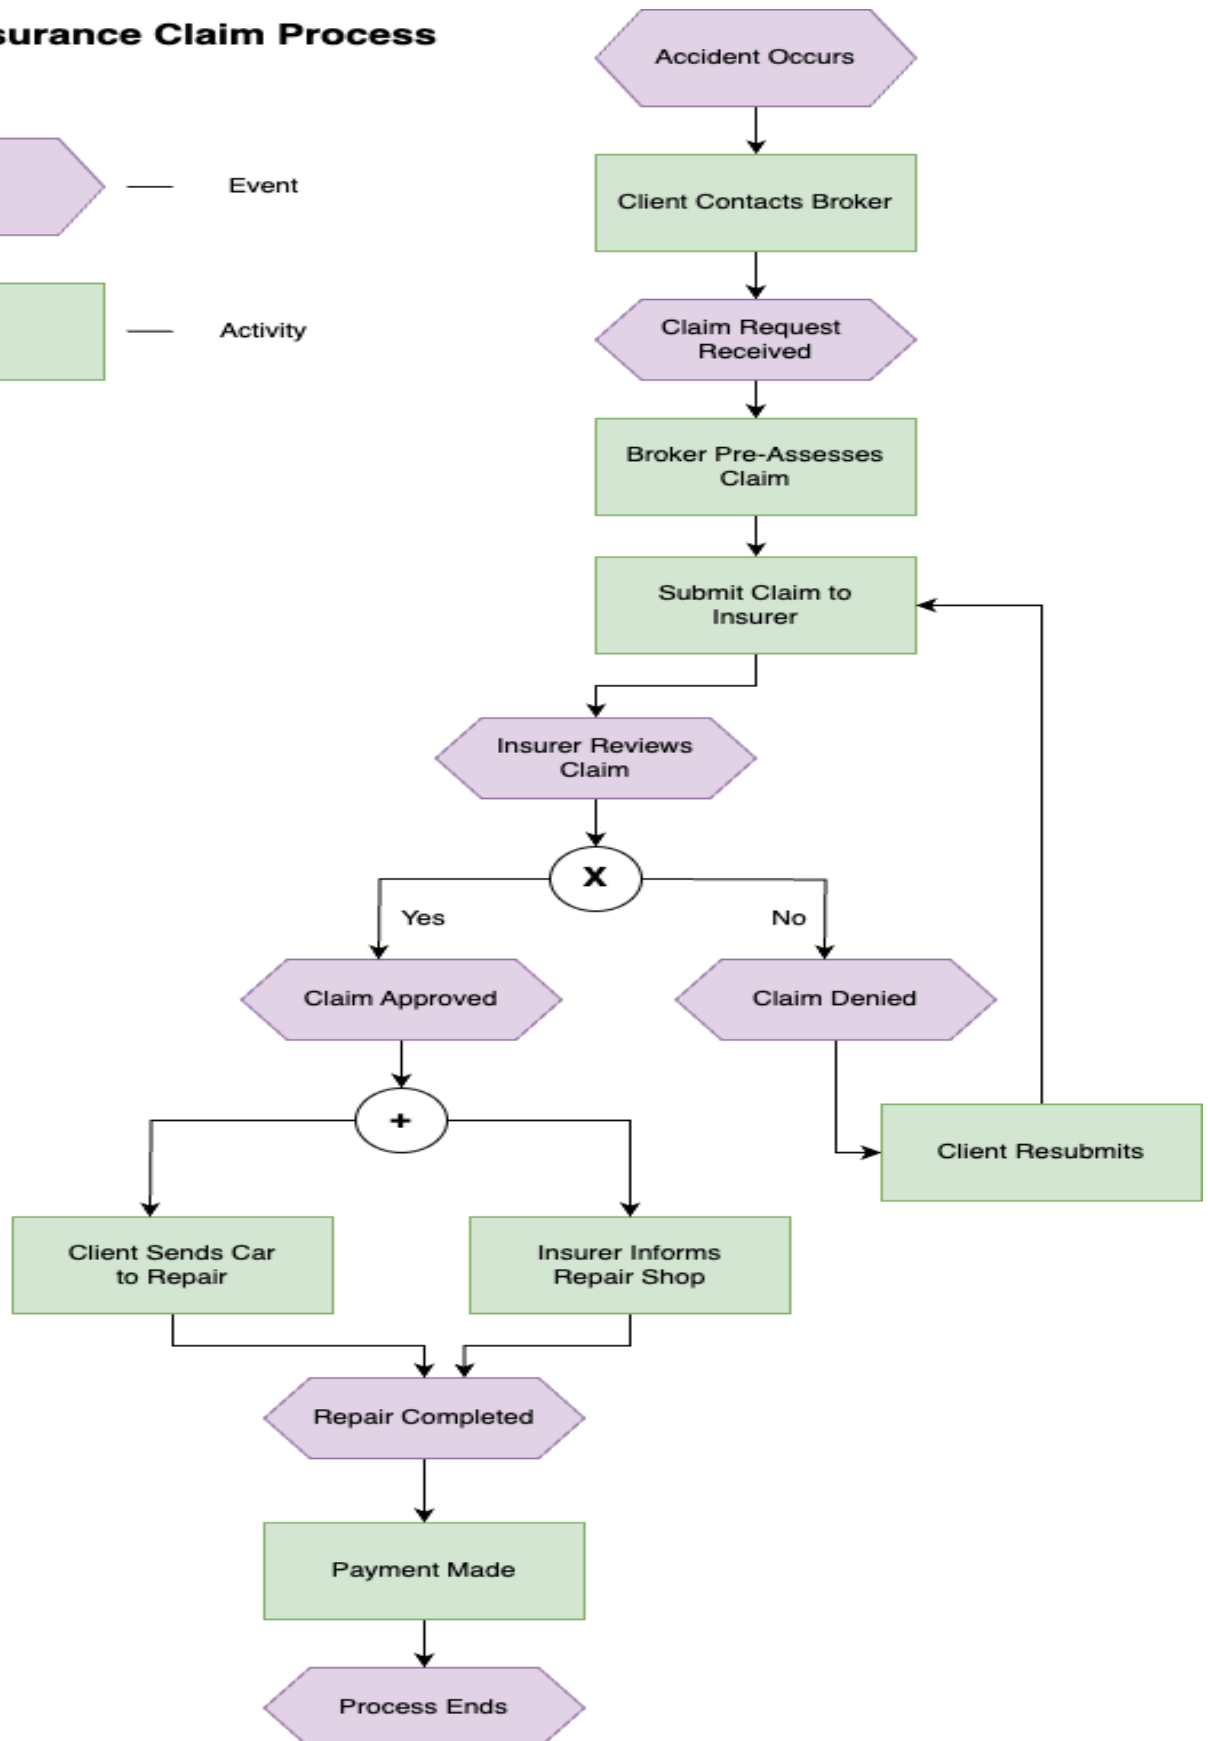 surance Claim Process
Event
Activity
Accident Occurs
Client Contacts Broker
Claim Request
Received
Broker Pre-Assesses
Claim
Submit Claim to
Insurer
Insurer Reviews
Claim
X
Yes
No
Claim Approved
Claim Denied
+
Client Resubmits
Client Sends Car
to Repair
Insurer Informs
Repair Shop
Repair Completed
Payment Made
Process Ends